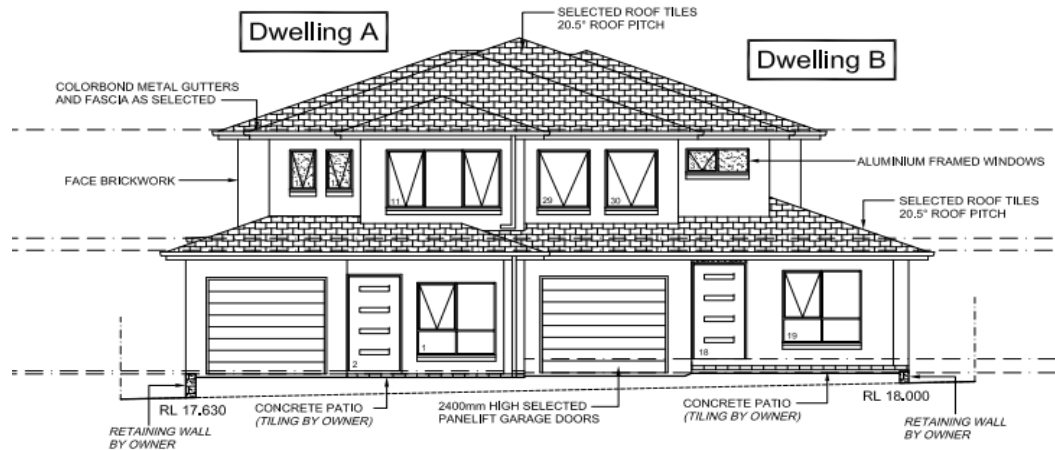 SELECTED ROOF TILES
20.5° ROOF PITCH
Dwelling A
Dwelling B
COLORBOND METAL GUTTERS
AND FASCIA AS SELECTED
ALUMINIUM FRAMED WINDOWS
FACE BRICKWORK
11
29
30
SELECTED ROOF TILES
20.5° ROOF PITCH
2
1
18
19
RL 17.630
CONCRETE PATIO
(TILING BY OWNER)
2400mm HIGH SELECTED
PANELIFT GARAGE DOORS
CONCRETE PATIO
(TILING BY OWNER)
RL 18.000
RETAINING WALL
BY OWNER
RETAINING WALL
BY OWNER